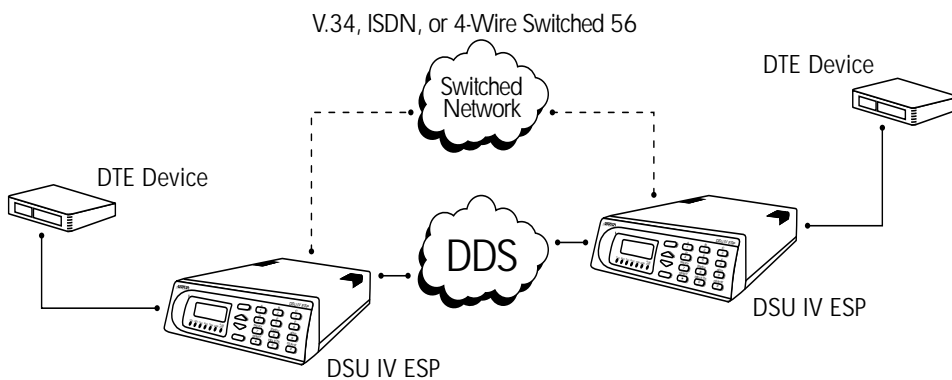 V.34, ISDN, or 4-Wire Switched 56
DTE Device
Switched
Network
DTE Device
DDS
DSU IV ESP
DSU IV ESP